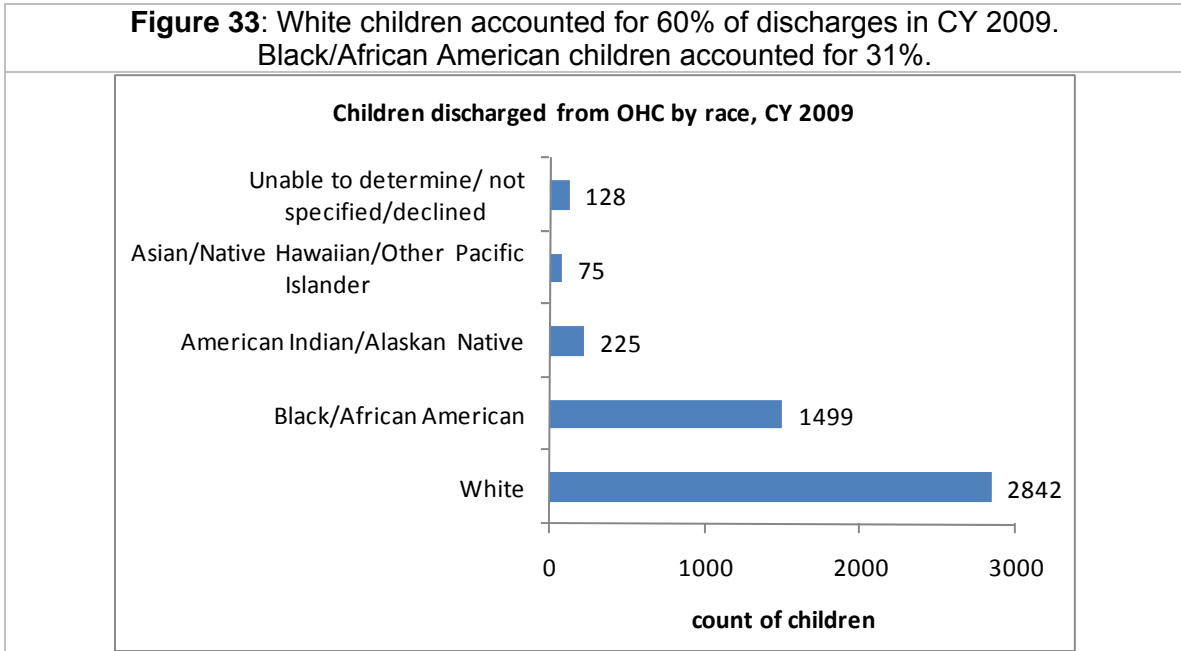 Figure 33: White children accounted for 60% of discharges in CY 2009.
Black/African American children accounted for 31%.
Children discharged from OHC by race, CY 2009
Unable to determine/ not
specified/declined
128
Asian/Native Hawaiian/Other Pacific
Islander
75
American Indian/Alaskan Native
225
Black/African American
1499
White
2842
0 1000 2000 3000
count of children